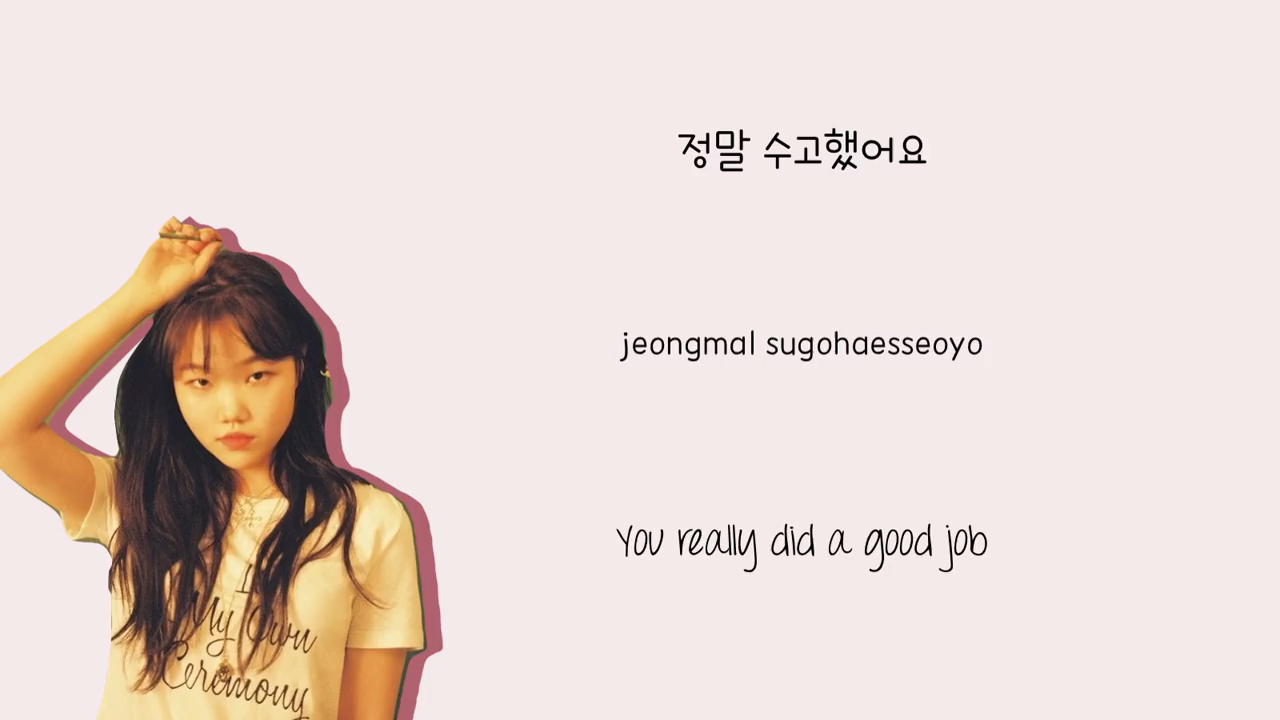 정말 수고했어요
jeongmal sugohaesseoyo
You really did a good job
My Own
Ceremony